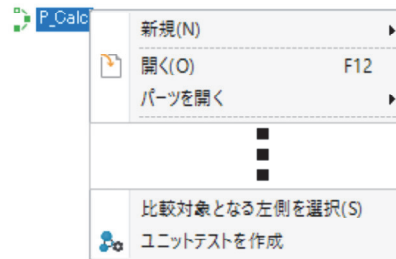 P_Calc
新規(N)
開く(O) F12
パーツを開く
比較対象となる左側を選択(S)
ユニットテストを作成